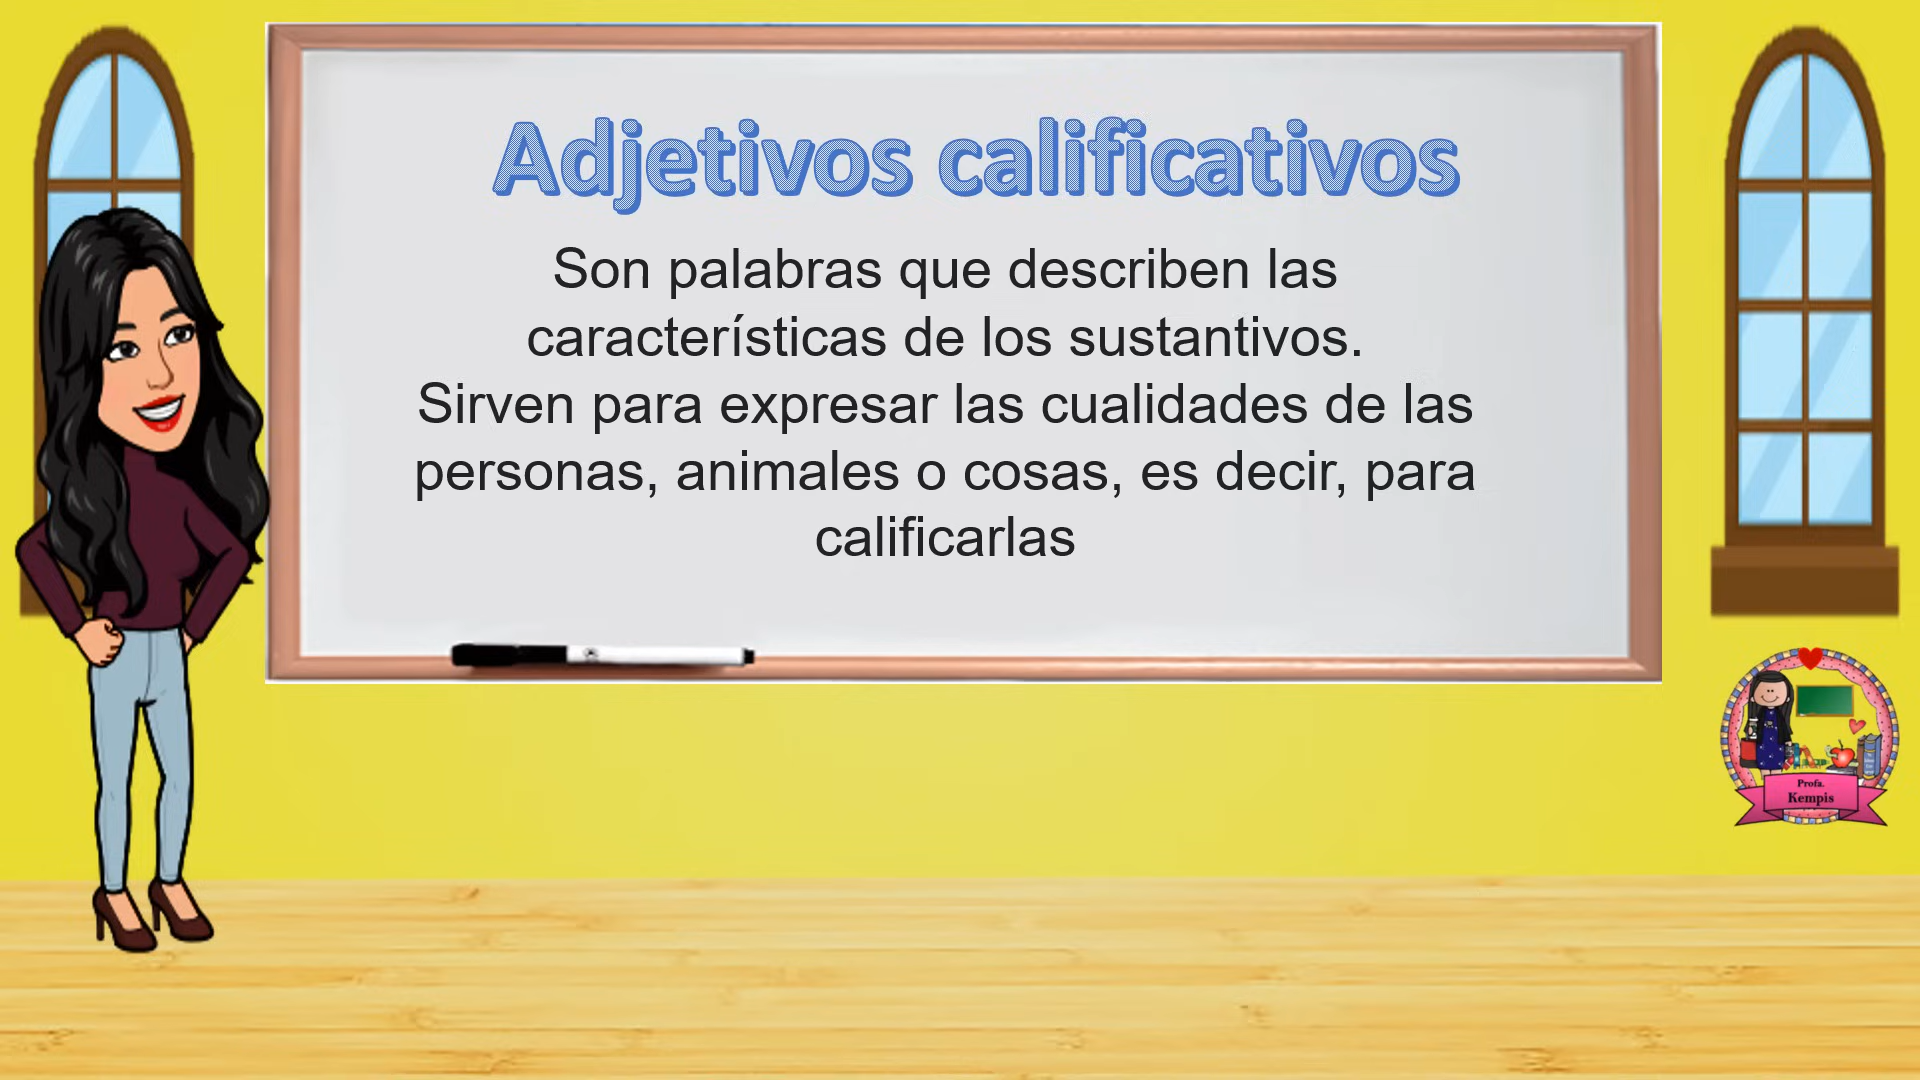 Adjetivos calificativos
Son palabras que describen las
características de los sustantivos.
Sirven para expresar las cualidades de las
personas, animales o cosas, es decir, para
calificarlas
Profa.
Kempis